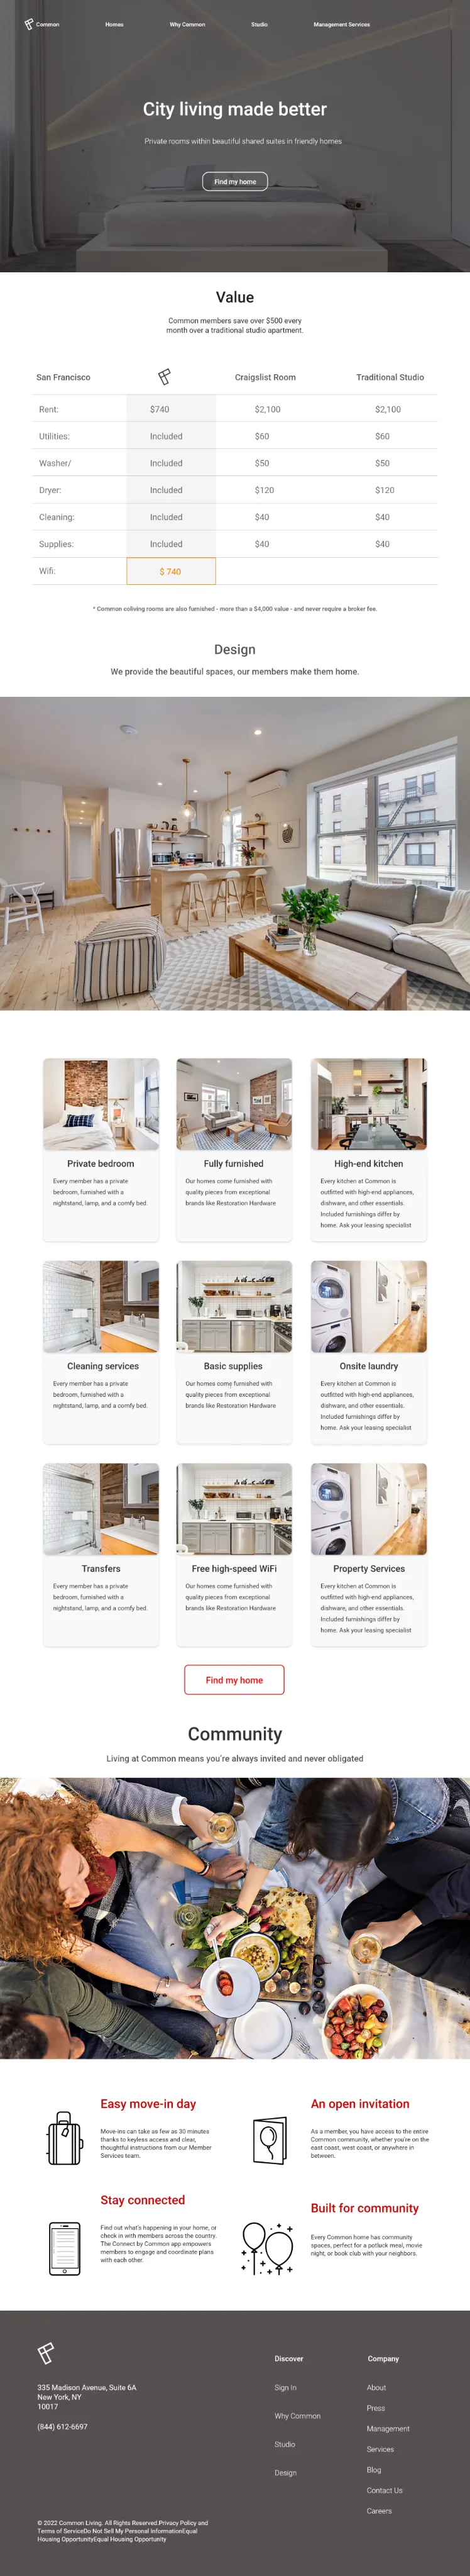 Common Homes Why Common Studio Management Services
City living made better
Private rooms within beautiful shared suites in friendly homes
Find my home
Value
Common members save over $500 every
month over a traditional studio apartment.
San Francisco Craigslist Room Traditional Studio
Rent: $740 $2,100 $2,100
Utilities: Included $60 $60
Washer/ Included $50 $50
Dryer: Included $120 $120
Cleaning: Included $40 $40
Supplies: Included $40 $40
Wifi: $ 740
* Common coliving rooms are also furnished - more than a $4,000 value - and never require a broker fee.
Design
We provide the beautiful spaces, our members make them home.
Private bedroom
Every member has a private
bedroom, furnished with a
nightstand, lamp, and a comfy bed.
Fully furnished
Our homes come furnished with
quality pieces from exceptional
brands like Restoration Hardware
High-end kitchen
Every kitchen at Common is
outfitted with high-end appliances,
dishware, and other essentials.
Included furnishings differ by
home. Ask your leasing specialist
Cleaning services
Every member has a private
bedroom, furnished with a
nightstand, lamp, and a comfy bed.
Basic supplies
Our homes come furnished with
quality pieces from exceptional
brands like Restoration Hardware
Onsite laundry
Every kitchen at Common is
outfitted with high-end appliances,
dishware, and other essentials.
Included furnishings differ by
home. Ask your leasing specialist
Transfers
Every member has a private
bedroom, furnished with a
nightstand, lamp, and a comfy bed.
Free high-speed WiFi
Our homes come furnished with
quality pieces from exceptional
brands like Restoration Hardware
Property Services
Every kitchen at Common is
outfitted with high-end appliances,
dishware, and other essentials.
Included furnishings differ by
home. Ask your leasing specialist
Find my home
Community
Living at Common means you're always invited and never obligated
Easy move-in day
Move-ins can take as few as 30 minutes
thanks to keyless access and clear,
thoughtful instructions from our Member
Services team.
An open invitation
As a member, you have access to the entire
Common community, whether you're on the
east coast, west coast, or anywhere in
between.
Stay connected
Find out what's happening in your home, or
check in with members across the country.
The Connect by Common app empowers
members to engage and coordinate plans
with each other.
Built for community
Every Common home has community
spaces, perfect for a potluck meal, movie
night, or book club with your neighbors.
335 Madison Avenue, Suite 6A
New York, NY
10017
(844) 612-6697
Discover
Sign In
Why Common
Studio
Design
Company
About
Press
Management
Services
Blog
Contact Us
Careers
© 2022 Common Living. All Rights Reserved.Privacy Policy and
Terms of ServiceDo Not Sell My Personal InformationEqual
Housing OpportunityEqual Housing Opportunity